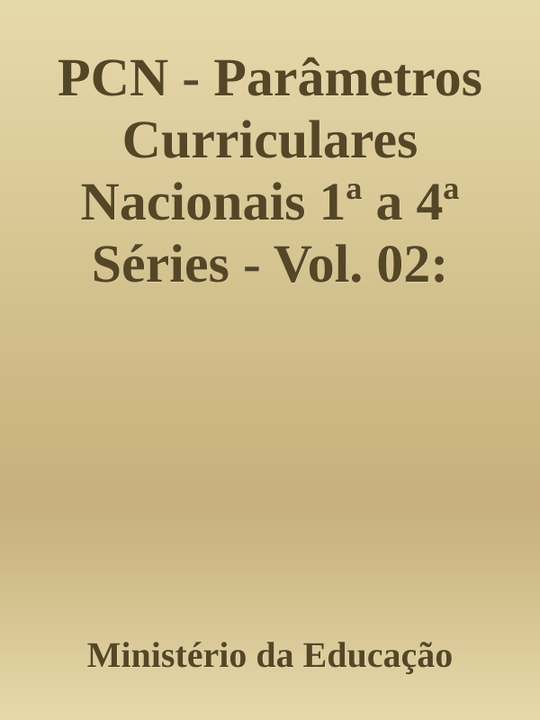 PCN - Parâmetros
Curriculares
Nacionais 1ª a 4ª
Séries - Vol. 02:
Ministério da Educação